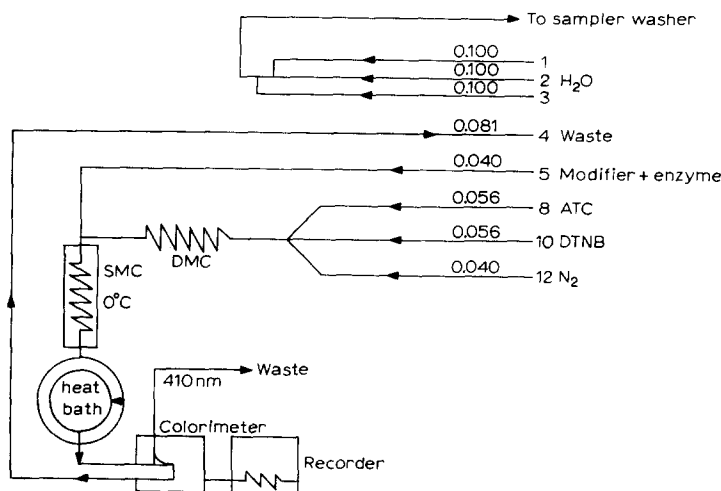 To sampler washer
0.100 1
0.100 2 H₂O
0.100 3
0.081 4 Waste
0.040 5 Modifier + enzyme
0.056 8 ATC
0.056 10 DTNB
0.040 12 N₂
DMC
SMC
0°C
heat
bath
410 nm Waste
Colorimeter
Recorder